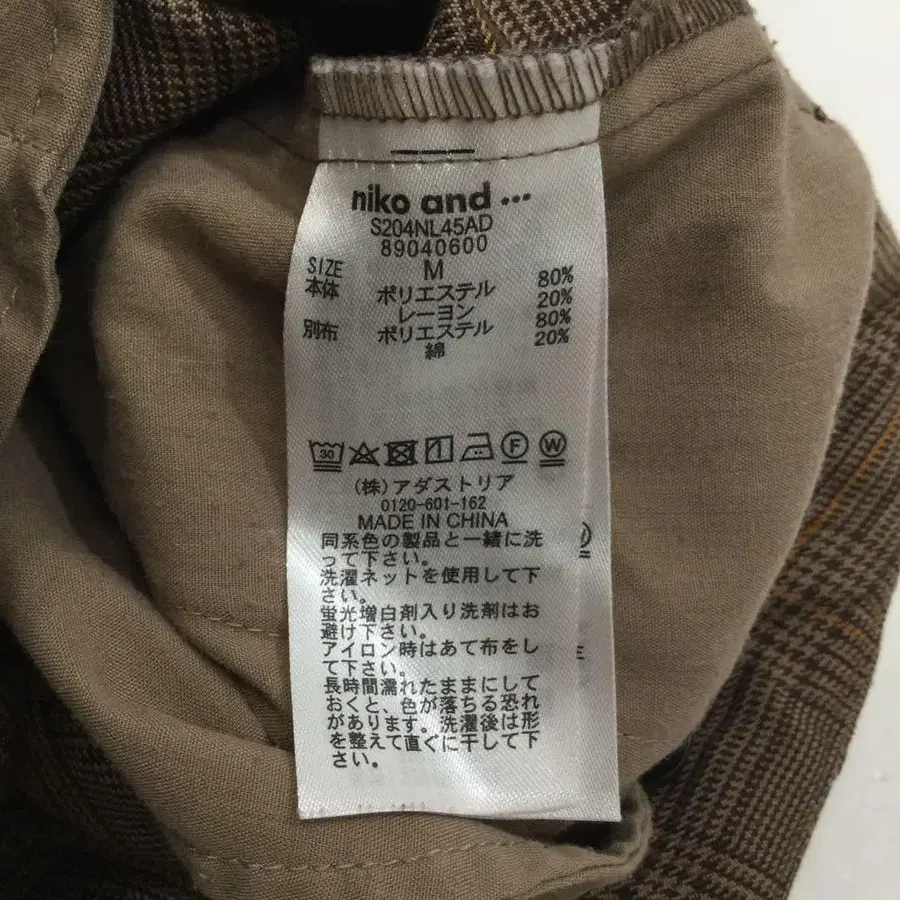 niko and ...
S204NL45AD
89040600
SIZE M
本体 ポリエステル 80%
レーヨン 20%
別布 ポリエステル 80%
綿 20%
30
F W
(株)アダストリア
0120-601-162
MADE IN CHINA
同系色の製品と一緒に洗
って下さい。
洗濯ネットを使用して下
さい。
蛍光増白剤入り洗剤はお
避け下さい。
アイロン時はあて布をし
て下さい。
長時間濡れたままにして
おくと、色が落ちる恐れ
があります。洗濯後は形
を整えて直ぐに干して下
さい。